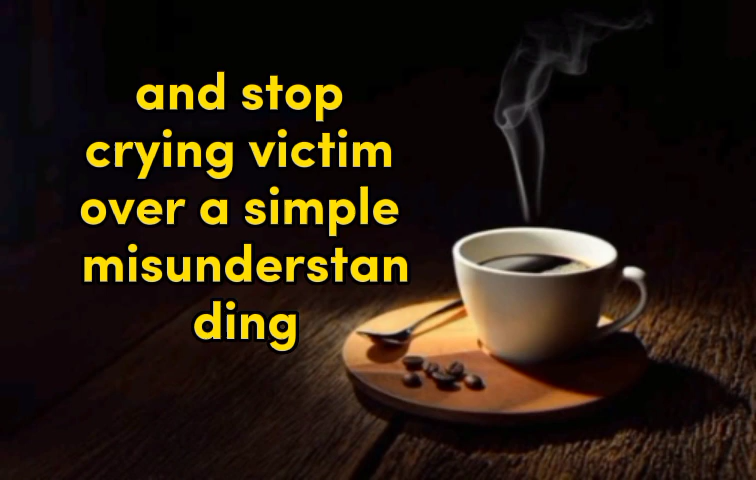 and stop
crying victim
over a simple
misunderstan
ding